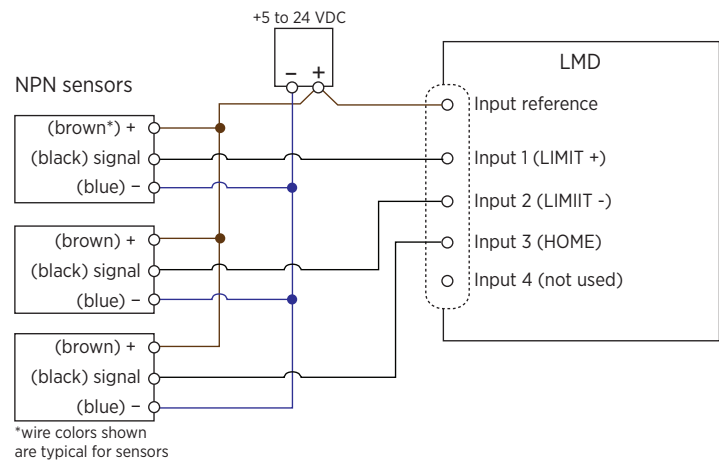 +5 to 24 VDC
− +
NPN sensors
(brown*) +
(black) signal
(blue) −
(brown) +
(black) signal
(blue) −
(brown) +
(black) signal
(blue) −
*wire colors shown
are typical for sensors
LMD
Input reference
Input 1 (LIMIT +)
Input 2 (LIMIIT -)
Input 3 (HOME)
Input 4 (not used)